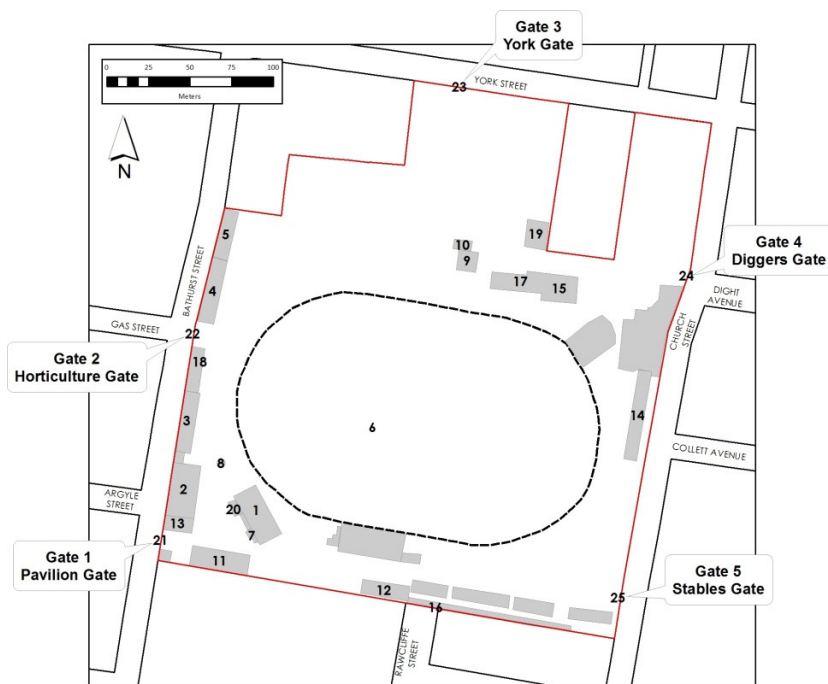 Gate 3
York Gate
23
YORK STREET
0 25 50 75 100
Meters
N
5
10
19
9
Gate 4
Diggers Gate
24
17
15
4
BATHURST STREET
DIGHT
AVENUE
GAS STREET
22
CHURCH
STREET
Gate 2
Horticulture Gate
18
14
3
6
COLLETT AVENUE
8
2
ARGYLE
STREET
20
1
13
7
21
Gate 1
Pavilion Gate
11
12
16
25
Gate 5
Stables Gate
RAWCLIFFE
STREET